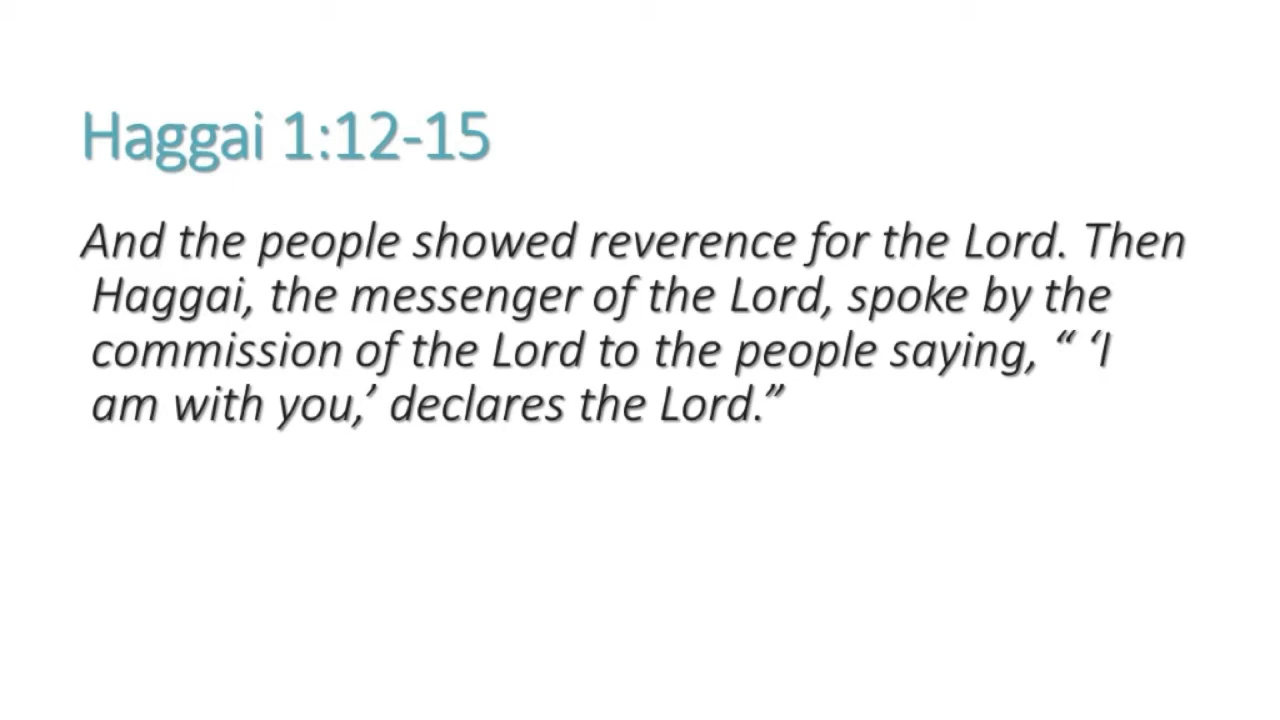 Haggai 1:12-15
And the people showed reverence for the Lord. Then
Haggai, the messenger of the Lord, spoke by the
commission of the Lord to the people saying, “ ‘I
am with you,’ declares the Lord.”